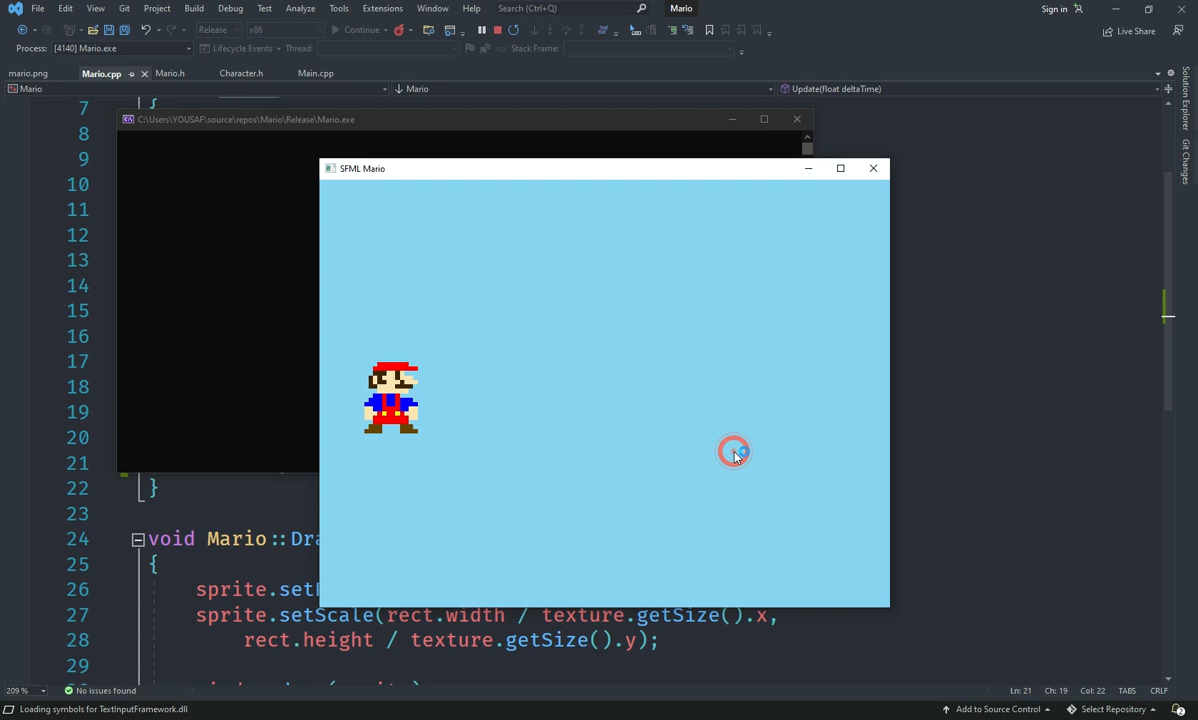 File Edit View Git Project Build Debug Test Analyze Tools Extensions Window Help Search (Ctrl+Q) Mario Sign in
Release x86 Continue Live Share
Process: [4140] Mario.exe Lifecycle Events Thread: Stack Frame:
mario.png Mario.cpp Mario.h Character.h Main.cpp
Mario Mario Update(float deltaTime)
Solution Explorer
Git Changes
7 {
8 C:\Users\YOUSAF\source\repos\Mario\Release\Mario.exe
9
SFML Mario
10
11
12
13
14
15
16
17
18
19
20
21
22 }
23
24 void Mario::Dra
25 {
26 sprite.set
27 sprite.setScale(rect.width / texture.getSize().x,
28 rect.height / texture.getSize().y);
29
209 % No issues found Ln: 21 Ch: 19 Col: 22 TABS CRLF
Loading symbols for TextInputFramework.dll Add to Source Control Select Repository 2